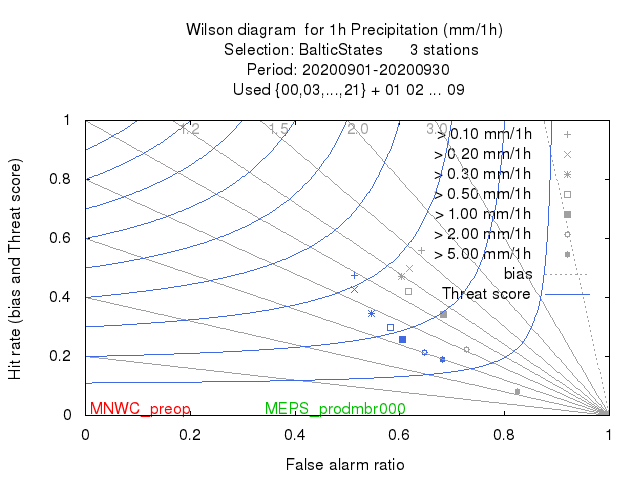 Wilson diagram  for 1h Precipitation (mm/1h)
Selection: BalticStates      3 stations
Period: 20200901-20200930
Used {00,03,...,21} + 01 02 ... 09
Hit rate (bias and Threat score)
1
0.8
0.6
0.4
0.2
0
1.2
1.5
2.0
3.0
> 0.10 mm/1h
> 0.20 mm/1h
> 0.30 mm/1h
> 0.50 mm/1h
> 1.00 mm/1h
> 2.00 mm/1h
> 5.00 mm/1h
bias
Threat score
MNWC_preop
MEPS_prodmbr000
0 0.2 0.4 0.6 0.8 1
False alarm ratio